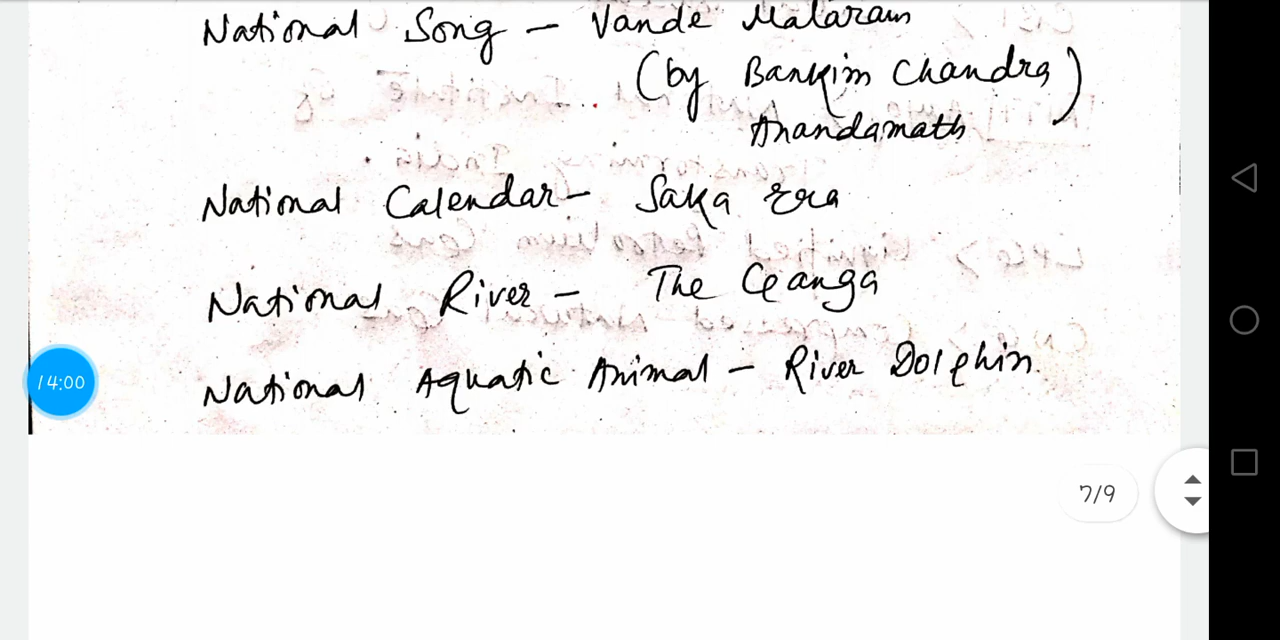 National Song - Vande Mataram
(by Bankim Chandra)
Anandamath
National Calendar - Saka Era
National River - The Ganga
National Aquatic Animal - River Dolphin.
14:00
7/9